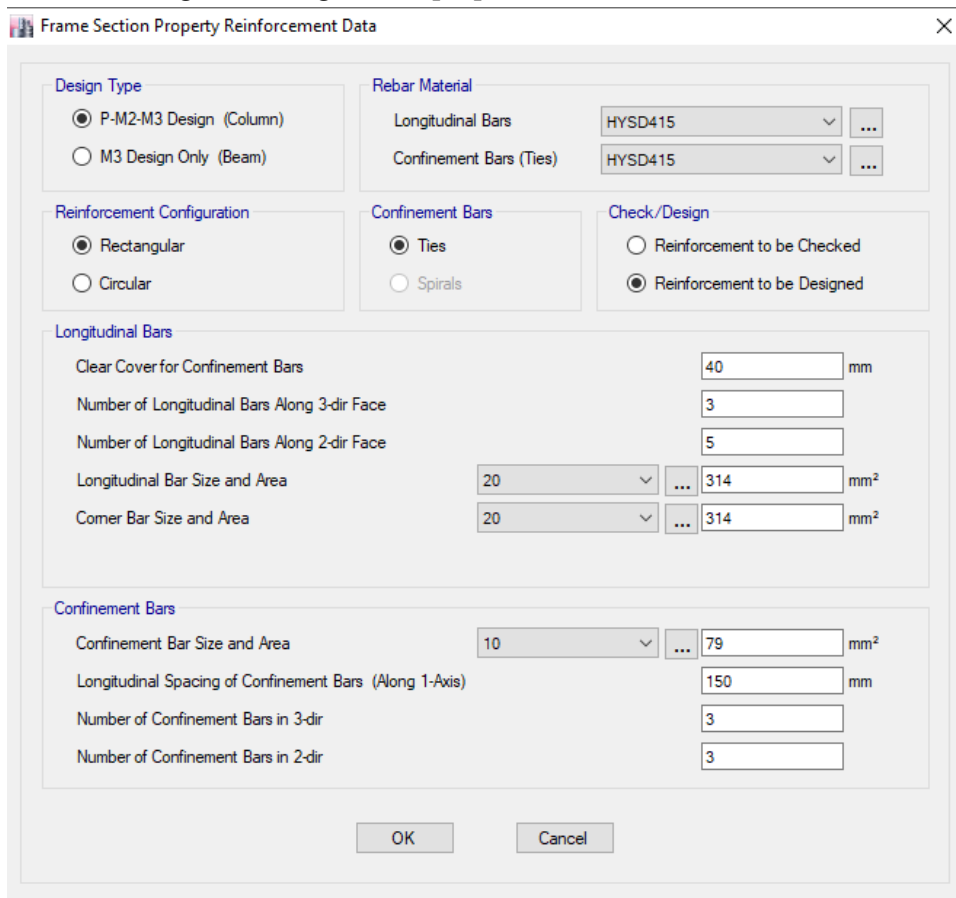 Frame Section Property Reinforcement Data
Design Type
P-M2-M3 Design (Column)
M3 Design Only (Beam)
Rebar Material
Longitudinal Bars HYSD415 ...
Confinement Bars (Ties) HYSD415 ...
Reinforcement Configuration
Rectangular
Circular
Confinement Bars
Ties
Spirals
Check/Design
Reinforcement to be Checked
Reinforcement to be Designed
Longitudinal Bars
Clear Cover for Confinement Bars 40 mm
Number of Longitudinal Bars Along 3-dir Face 3
Number of Longitudinal Bars Along 2-dir Face 5
Longitudinal Bar Size and Area 20 ... 314 mm²
Corner Bar Size and Area 20 ... 314 mm²
Confinement Bars
Confinement Bar Size and Area 10 ... 79 mm²
Longitudinal Spacing of Confinement Bars (Along 1-Axis) 150 mm
Number of Confinement Bars in 3-dir 3
Number of Confinement Bars in 2-dir 3
OK Cancel